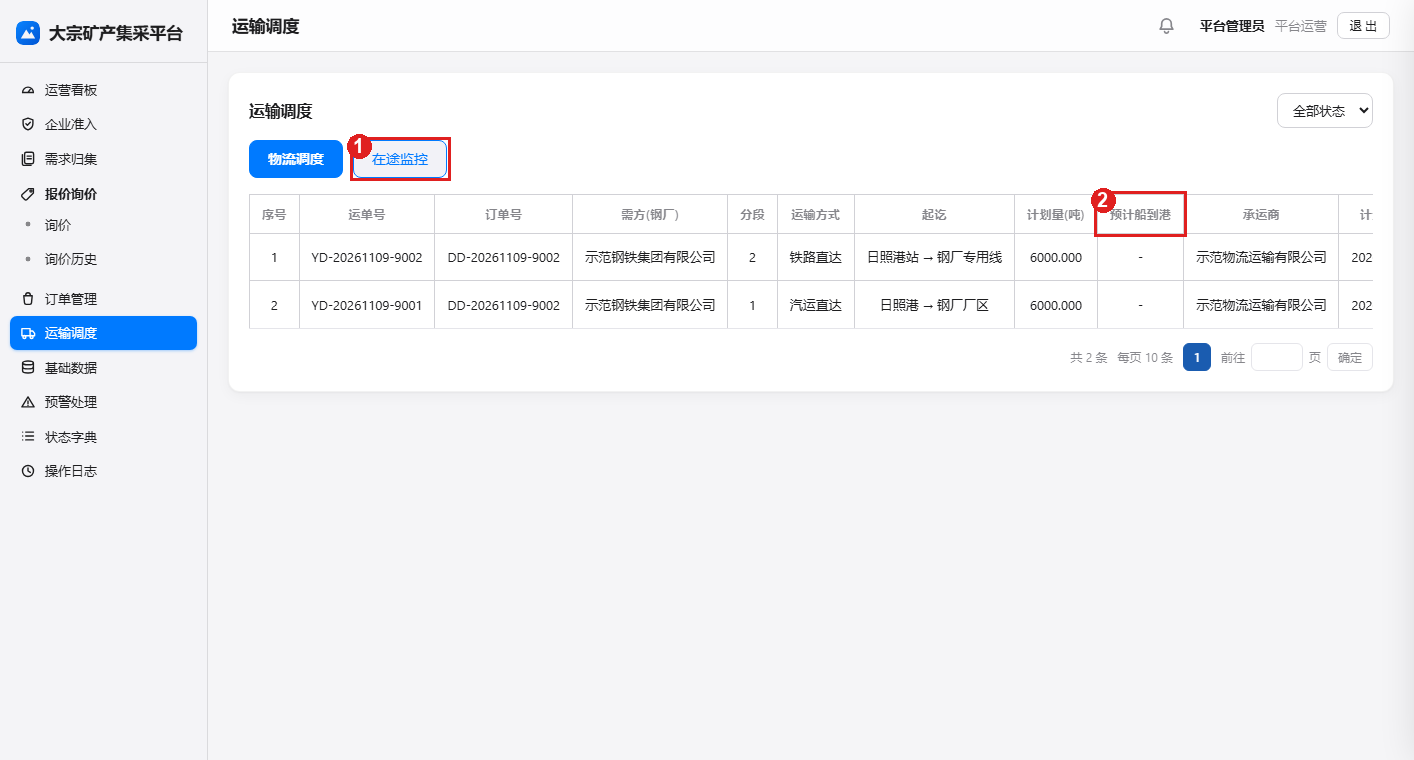 大宗矿产集采平台
运输调度
平台管理员 平台运营 退 出
运营看板
企业准入
需求归集
报价询价
询价
询价历史
订单管理
运输调度
基础数据
预警处理
状态字典
操作日志
运输调度
全部状态
物流调度
1
在途监控
2
序号 运单号 订单号 需方(钢厂) 分段 运输方式 起讫 计划量(吨) 预计船到港 承运商
1 YD-20261109-9002 DD-20261109-9002 示范钢铁集团有限公司 2 铁路直达 日照港站 → 钢厂专用线 6000.000 - 示范物流运输有限公司 202
2 YD-20261109-9001 DD-20261109-9002 示范钢铁集团有限公司 1 汽运直达 日照港 → 钢厂厂区 6000.000 - 示范物流运输有限公司 202
共 2 条 每页 10 条 1 前往 页 确定